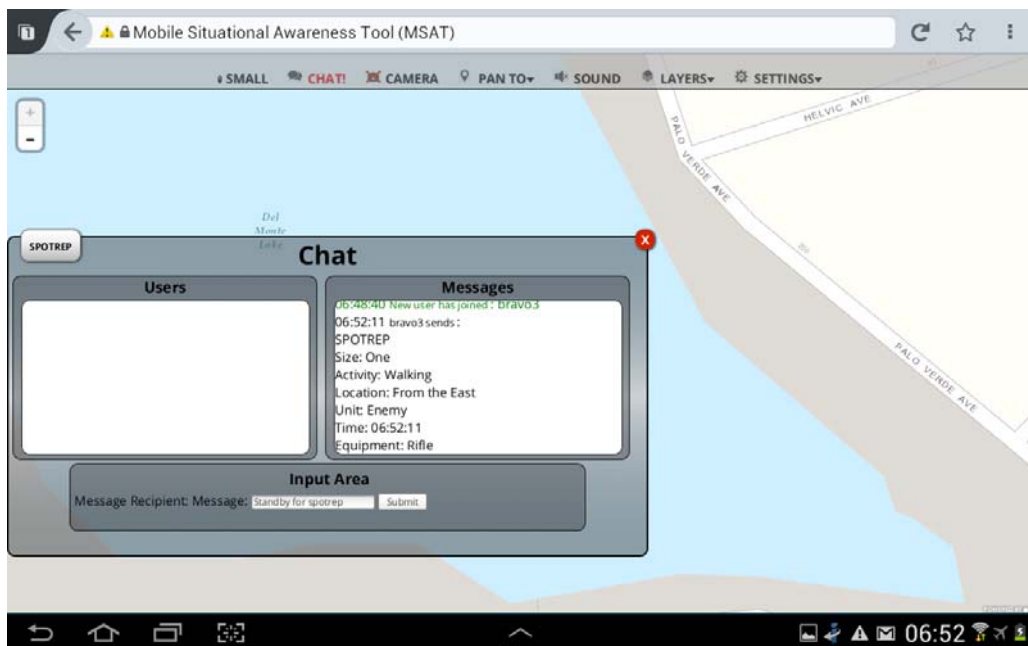 Mobile Situational Awareness Tool (MSAT)
SMALL CHAT! CAMERA PAN TO SOUND LAYERS SETTINGS
+
-
HELVIC AVE
PALO VERDE AVE
Del
Monte
Lake
SPOTREP
Chat
X
Users
Messages
06:48:40 New user has joined : bravo3
06:52:11 bravo3 sends :
SPOTREP
Size: One
Activity: Walking
Location: From the East
Unit: Enemy
Time: 06:52:11
Equipment: Rifle
PALO VERDE AVE
Input Area
Message Recipient: Message: Standby for spotrep Submit
06:52